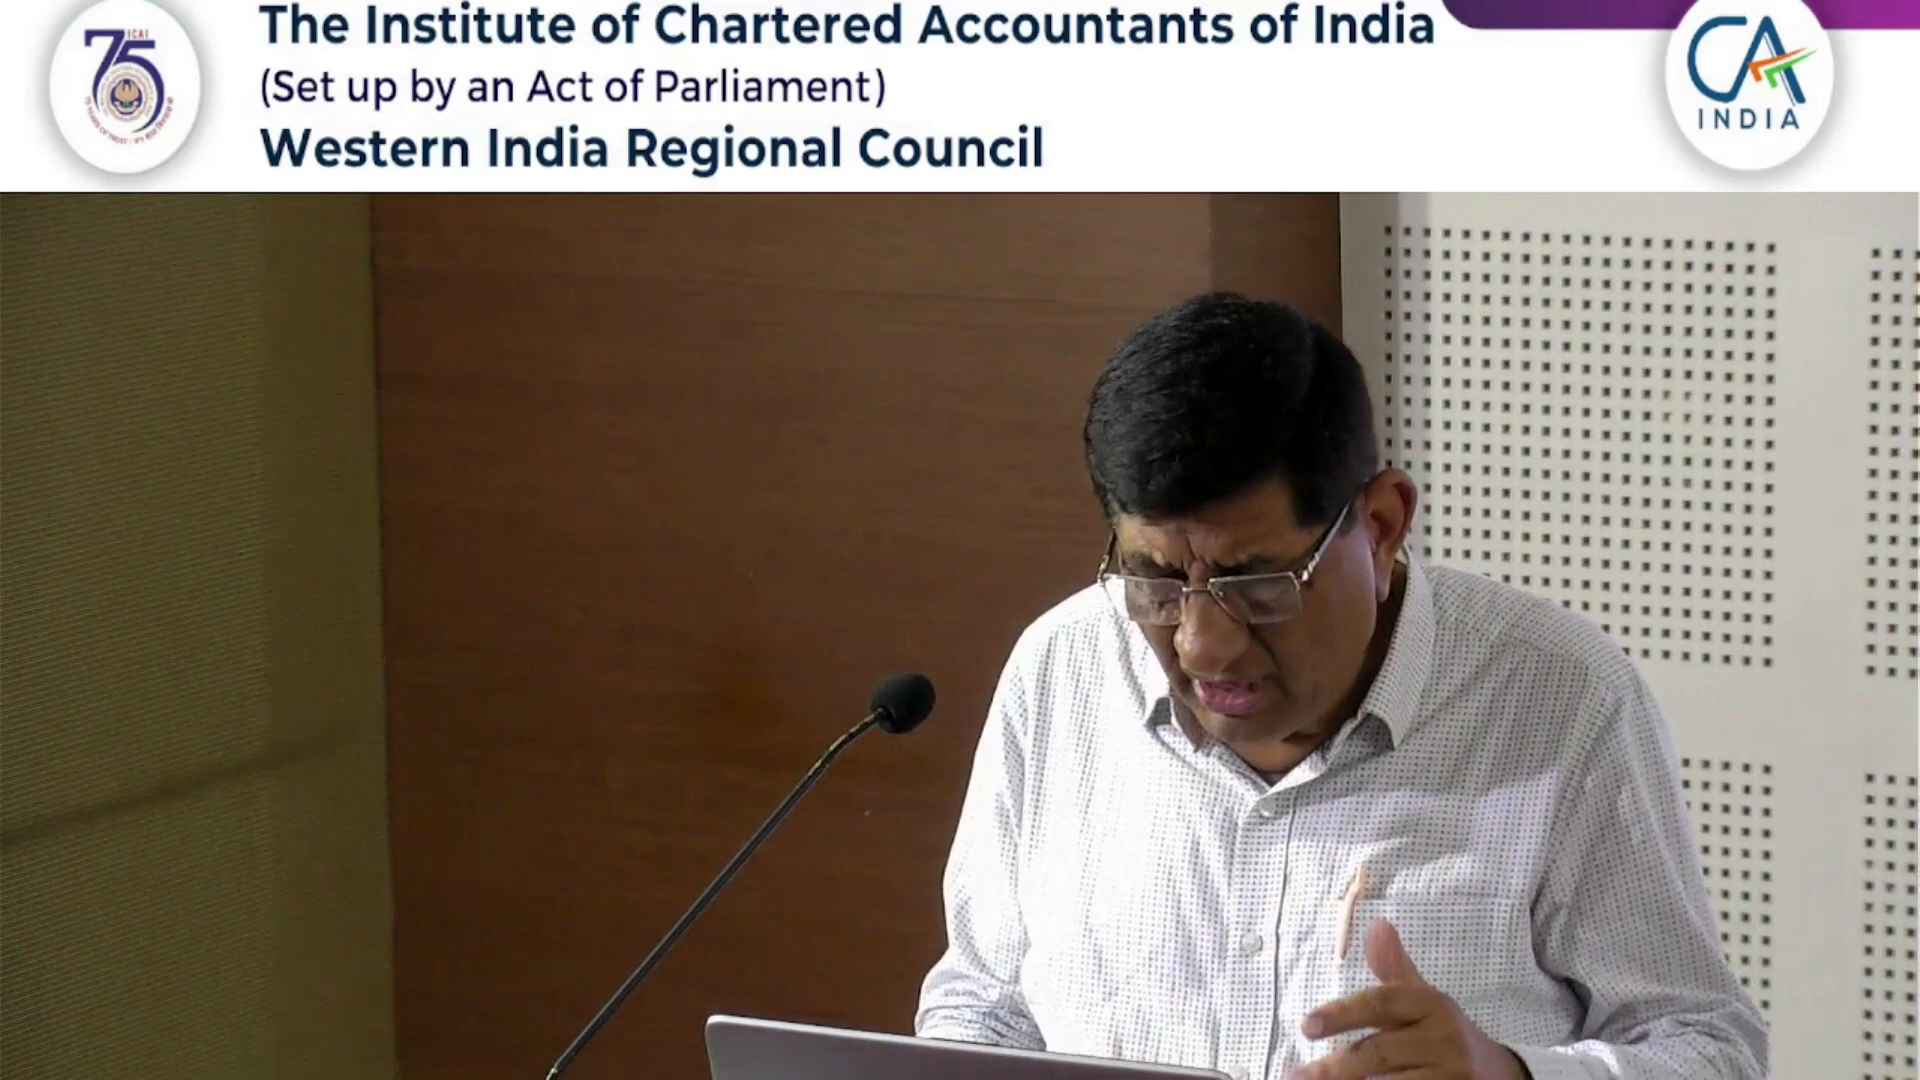 The Institute of Chartered Accountants of India
(Set up by an Act of Parliament)
Western India Regional Council
ICAI
75
CA
INDIA